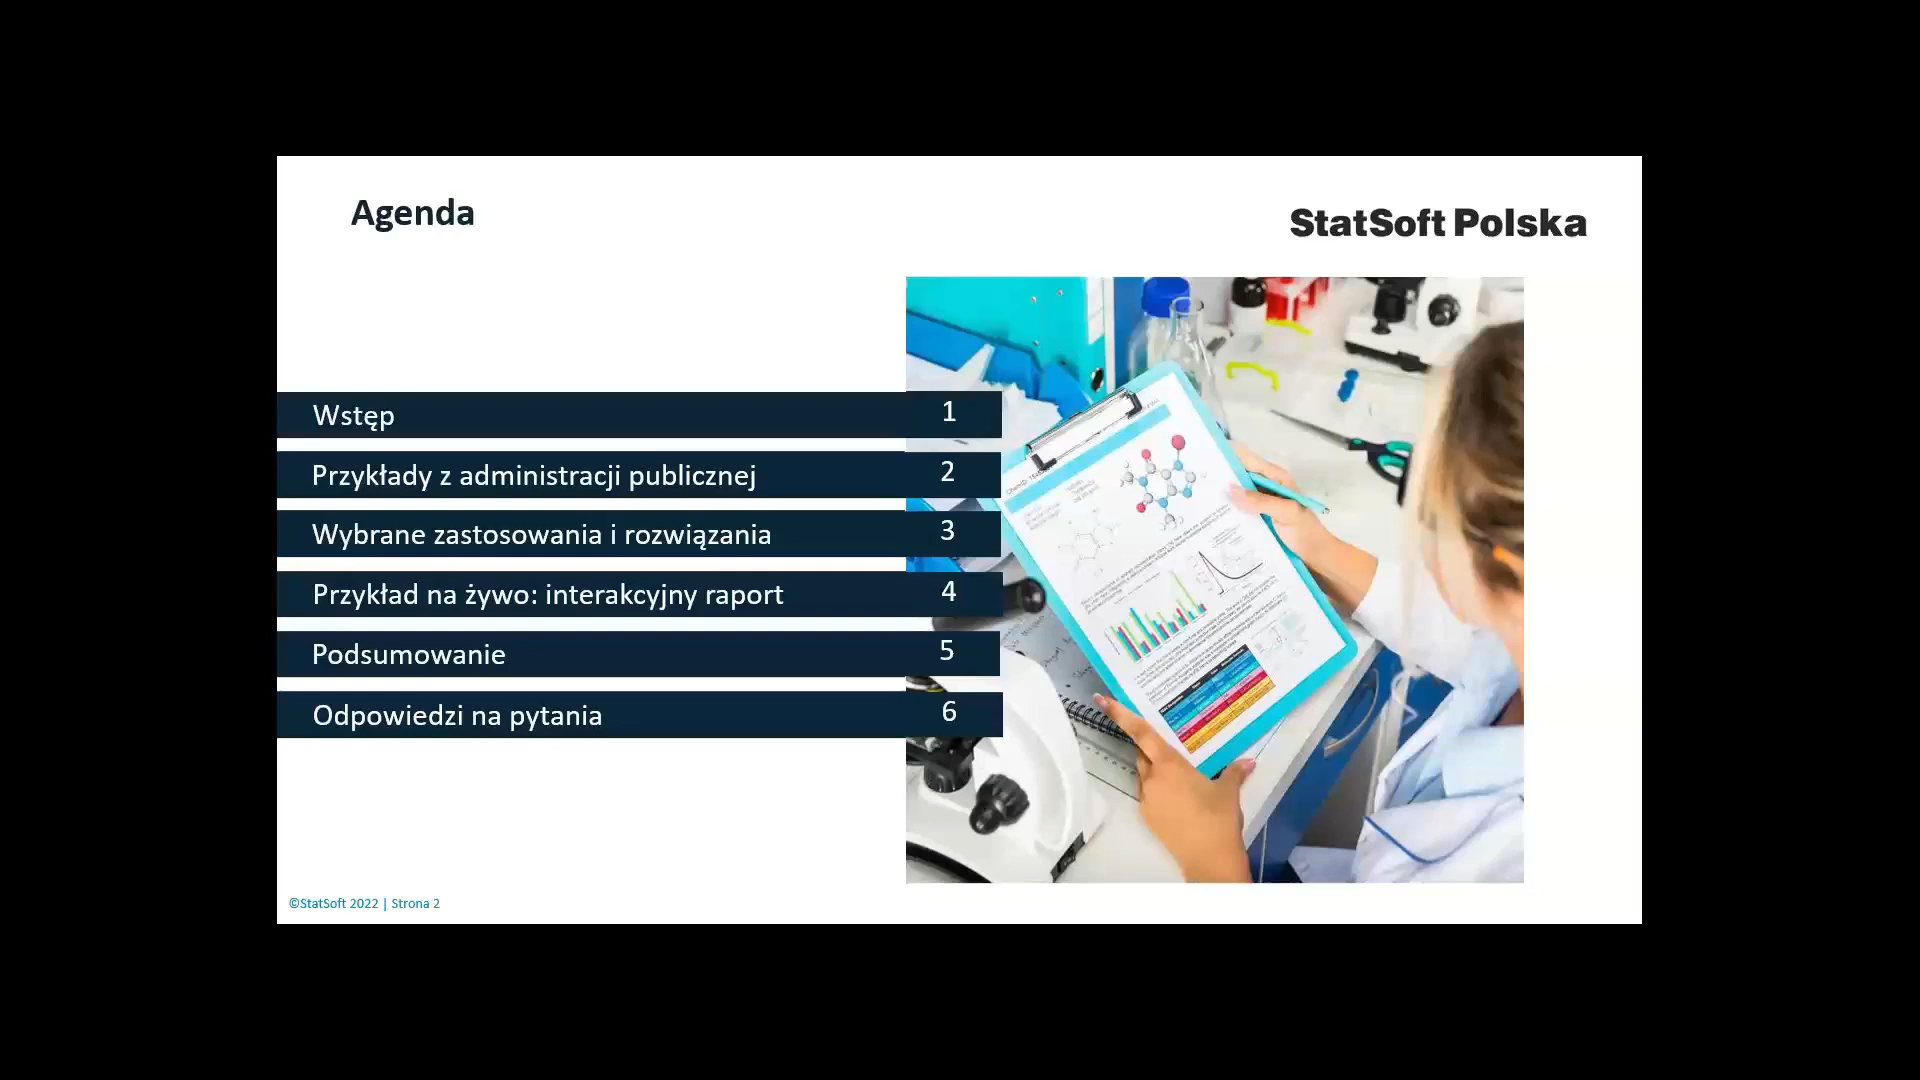 Agenda
StatSoft Polska
Wstęp 1
Przykłady z administracji publicznej 2
Wybrane zastosowania i rozwiązania 3
Przykład na żywo: interakcyjny raport 4
Podsumowanie 5
Odpowiedzi na pytania 6
©StatSoft 2022 | Strona 2